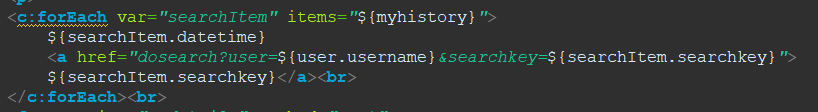 <c:forEach var="searchItem" items="${myhistory}">
${searchItem.datetime}
<a href="dosearch?user=${user.username}&searchkey=${searchItem.searchkey}">
${searchItem.searchkey}</a><br>
</c:forEach><br>